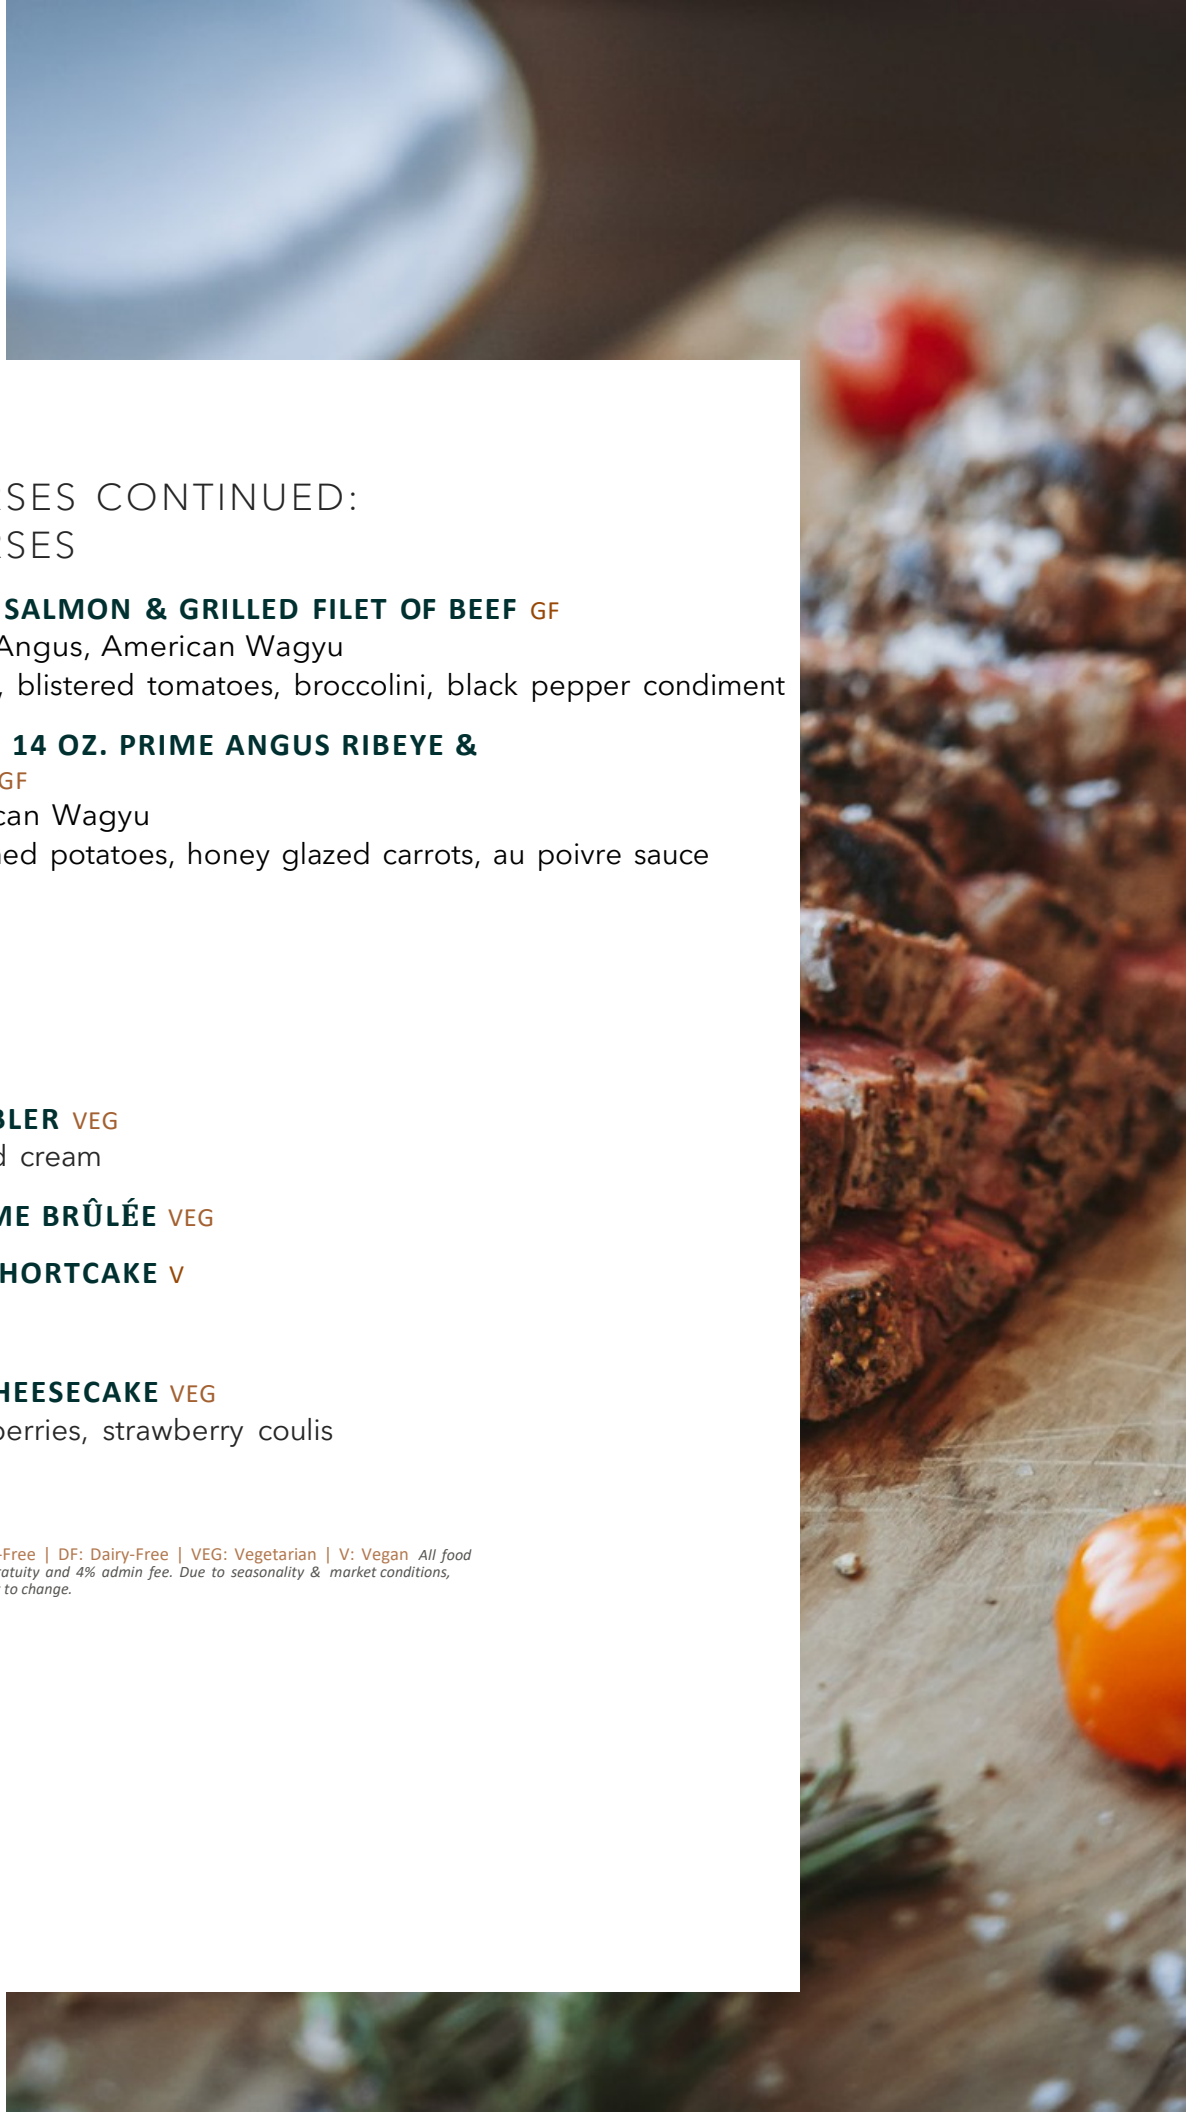 SES CONTINUED:
SES
SALMON & GRILLED FILET OF BEEF GF
Angus, American Wagyu
, blistered tomatoes, broccolini, black pepper condiment
14 OZ. PRIME ANGUS RIBEYE &
GF
can Wagyu
ed potatoes, honey glazed carrots, au poivre sauce
BLER VEG
d cream
ME BRÛLÉE VEG
HORTCAKE V
HEESECAKE VEG
berries, strawberry coulis
-Free | DF: Dairy-Free | VEG: Vegetarian | V: Vegan All food
atuity and 4% admin fee. Due to seasonality & market conditions,
to change.